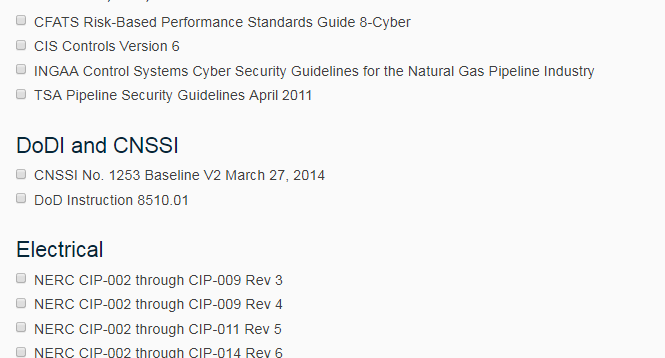 CFATS Risk-Based Performance Standards Guide 8-Cyber
CIS Controls Version 6
INGAA Control Systems Cyber Security Guidelines for the Natural Gas Pipeline Industry
TSA Pipeline Security Guidelines April 2011
DoDI and CNSSI
CNSSI No. 1253 Baseline V2 March 27, 2014
DoD Instruction 8510.01
Electrical
NERC CIP-002 through CIP-009 Rev 3
NERC CIP-002 through CIP-009 Rev 4
NERC CIP-002 through CIP-011 Rev 5
NERC CIP-002 through CIP-014 Rev 6